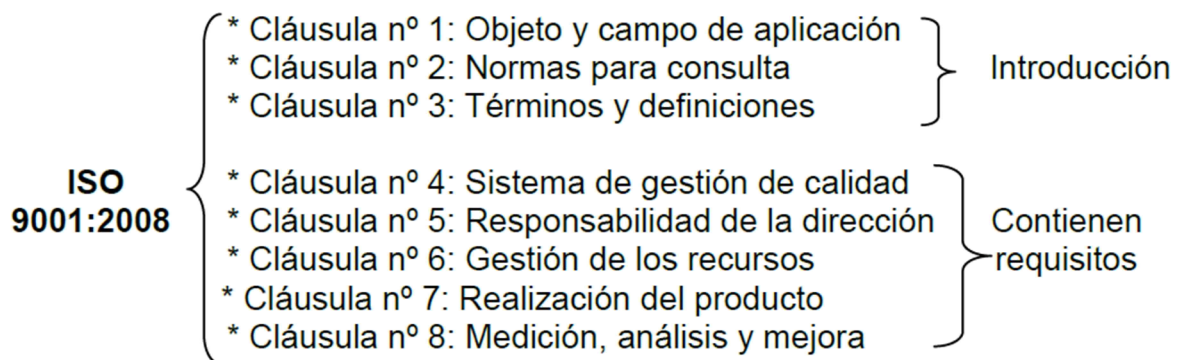 * Cláusula nº 1: Objeto y campo de aplicación
* Cláusula nº 2: Normas para consulta
* Cláusula nº 3: Términos y definiciones
Introducción
ISO
9001:2008
* Cláusula nº 4: Sistema de gestión de calidad
* Cláusula nº 5: Responsabilidad de la dirección
* Cláusula nº 6: Gestión de los recursos
* Cláusula nº 7: Realización del producto
* Cláusula nº 8: Medición, análisis y mejora
Contienen
requisitos